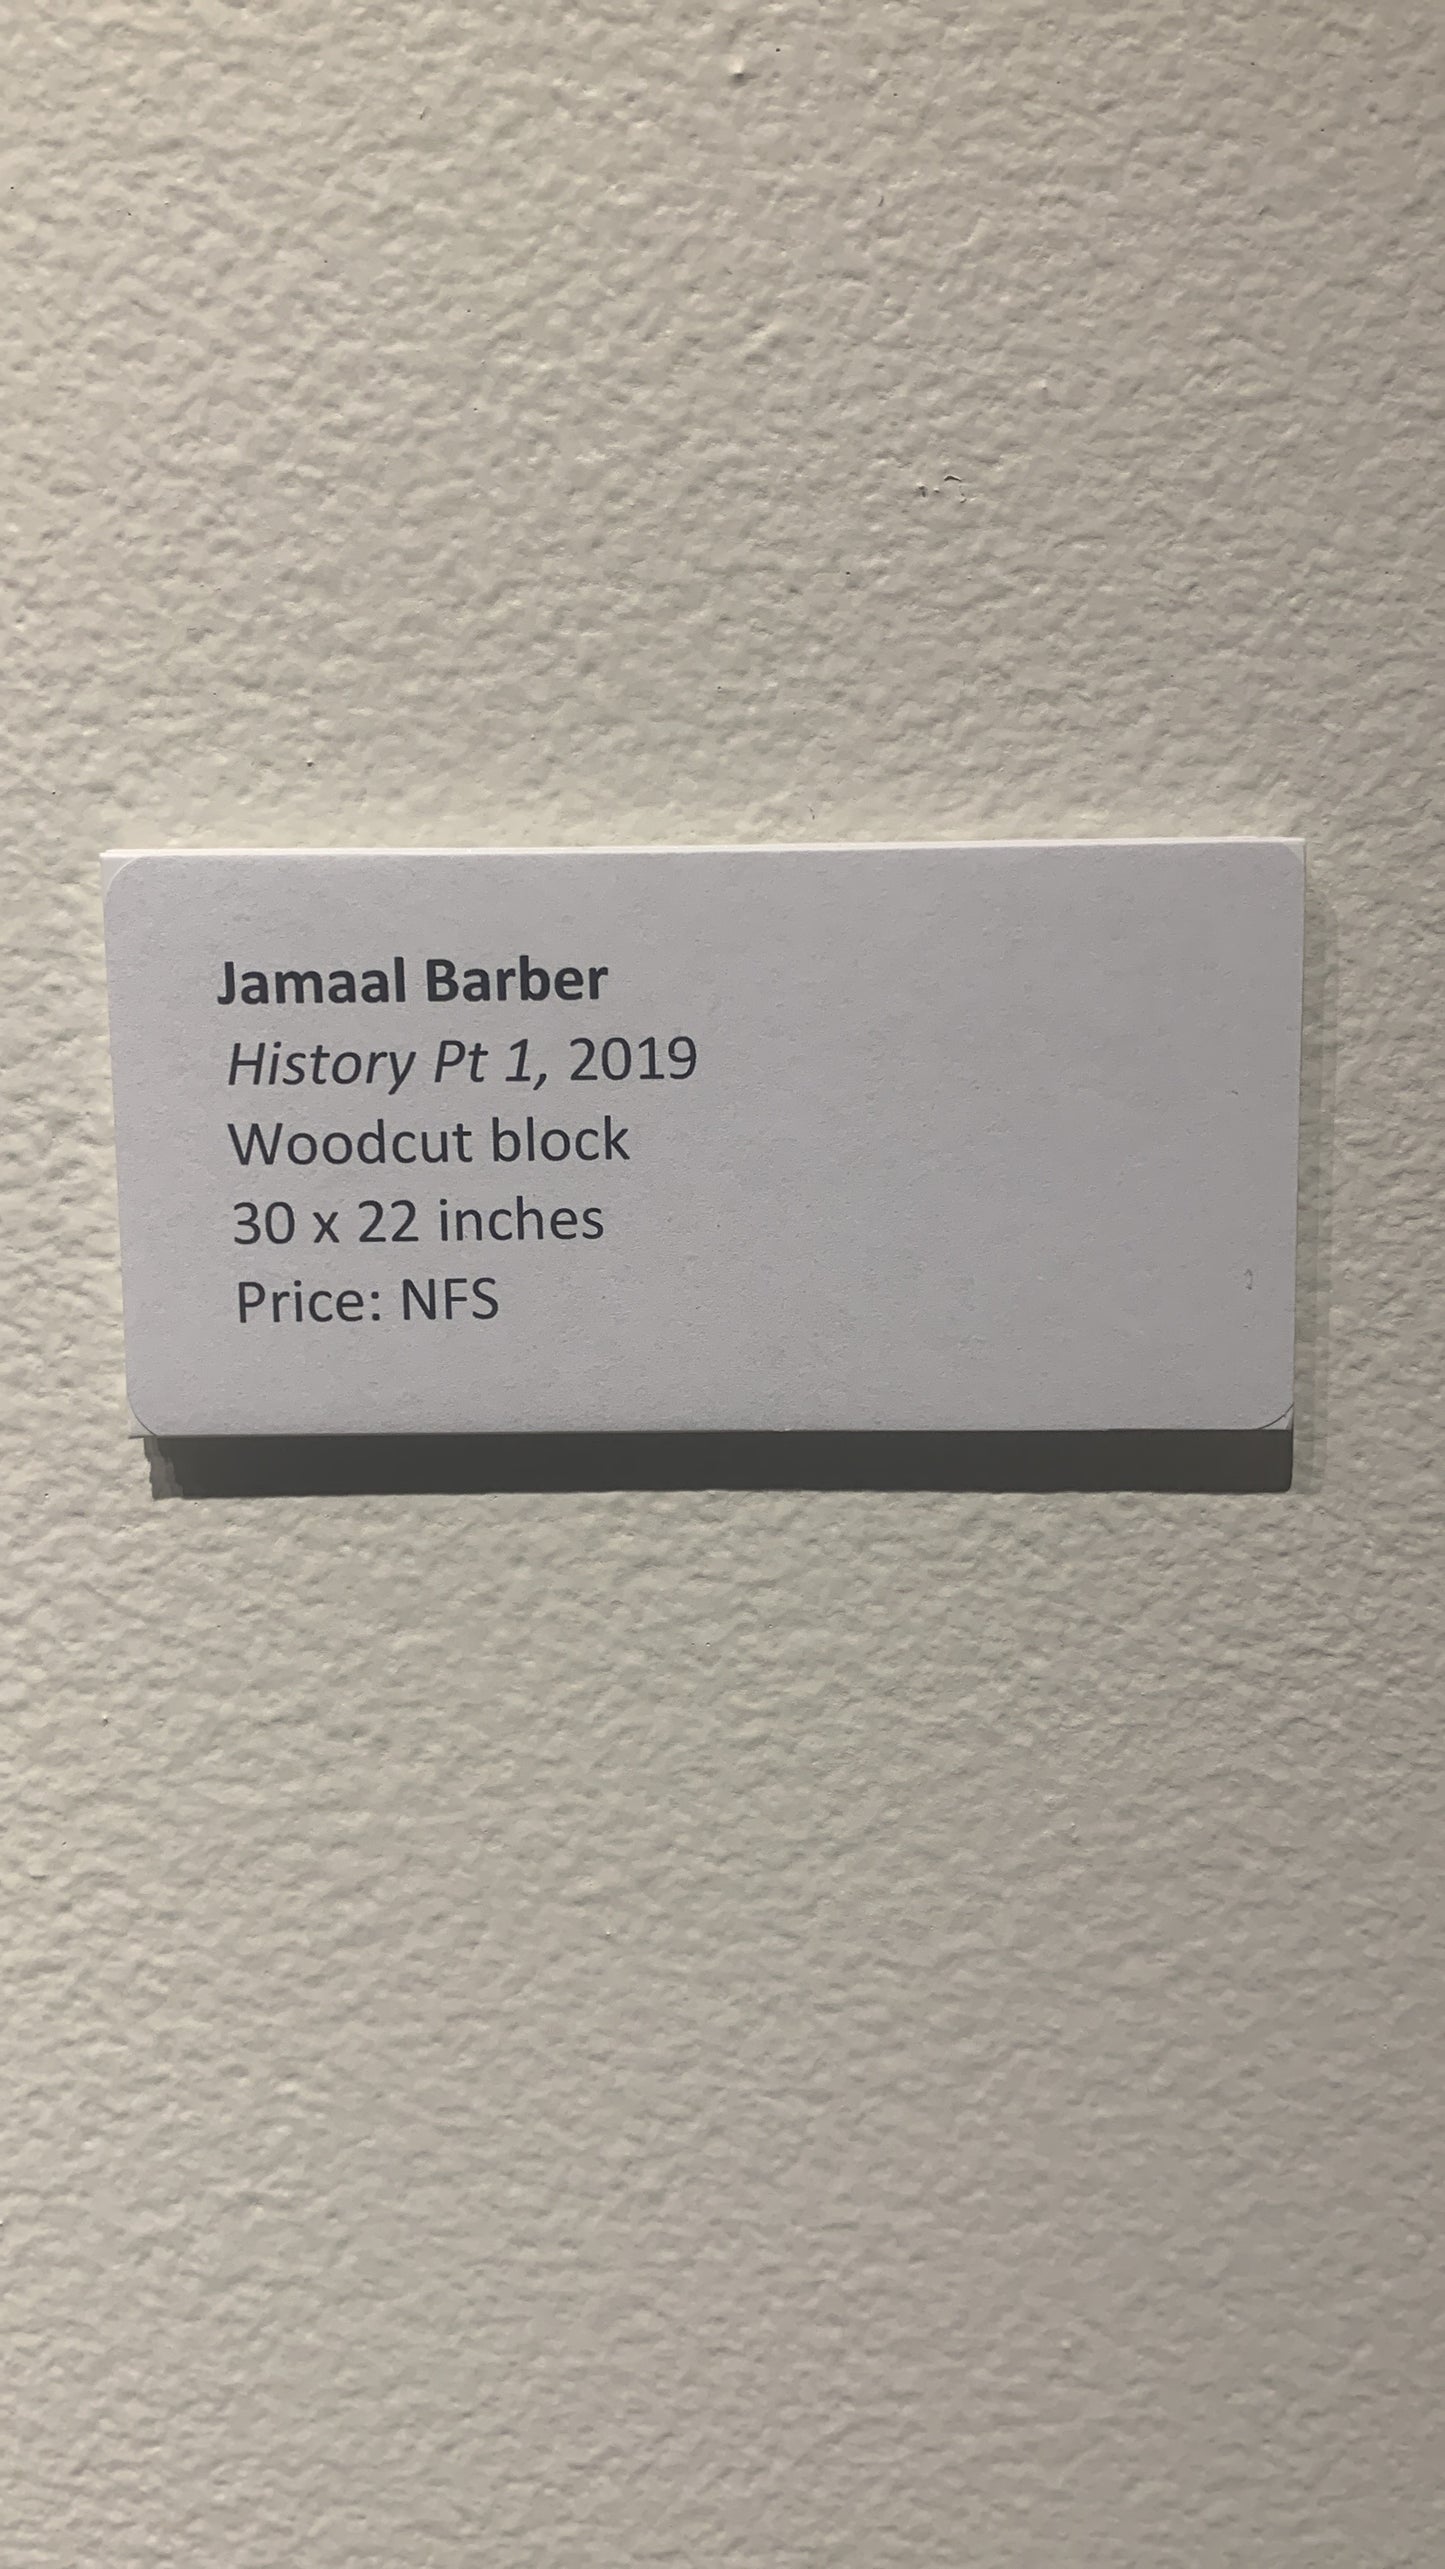 Jamaal Barber
History Pt 1, 2019
Woodcut block
30 x 22 inches
Price: NFS